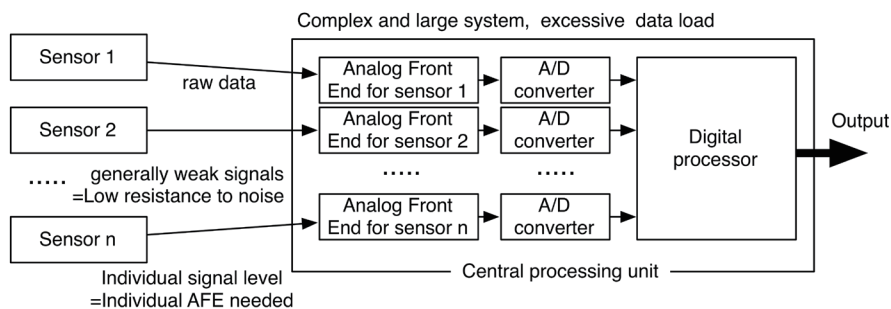 Complex and large system, excessive data load
Sensor 1
raw data
Analog Front
End for sensor 1
A/D
converter
Sensor 2
Analog Front
End for sensor 2
A/D
converter
Digital
processor
Output
..... generally weak signals
=Low resistance to noise
.....
.....
Sensor n
Analog Front
End for sensor n
A/D
converter
Individual signal level
=Individual AFE needed
Central processing unit